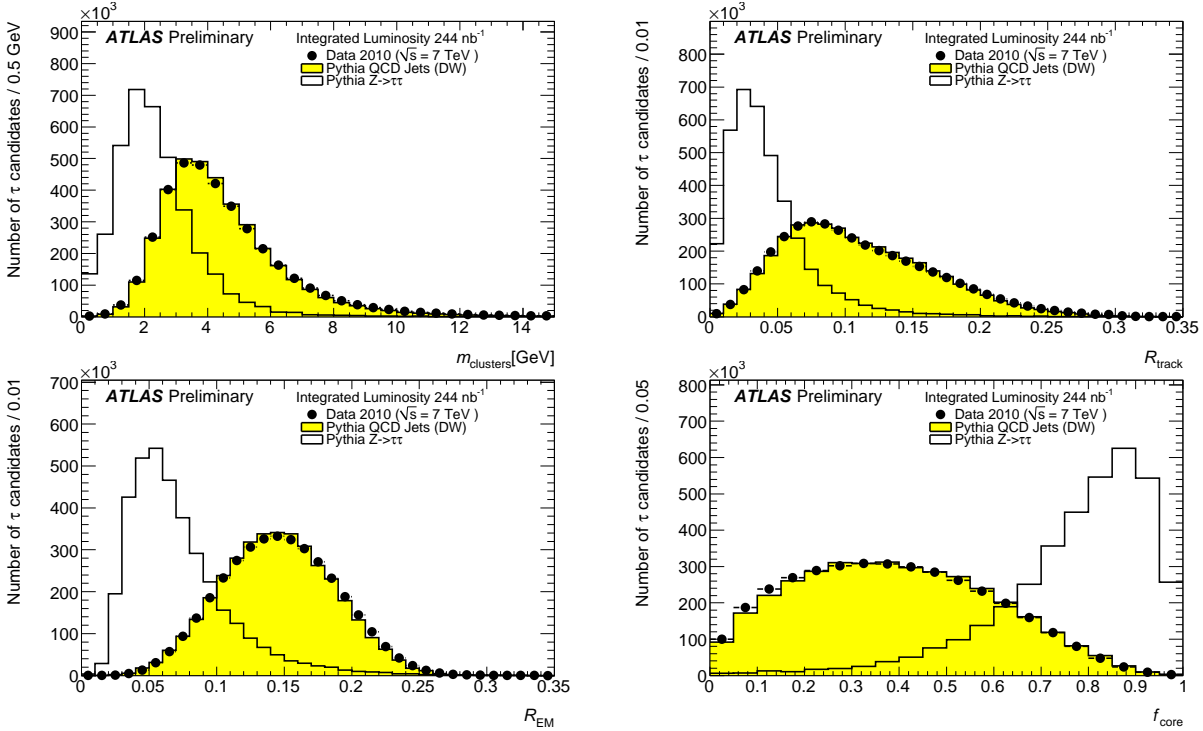 ×10³
900
800
700
600
500
400
300
200
100
0
Number of τ candidates / 0.5 GeV
ATLAS Preliminary
Integrated Luminosity 244 nb⁻¹
Data 2010 (√s = 7 TeV )
Pythia QCD Jets (DW)
Pythia Z->ττ
0 2 4 6 8 10 12 14
m_clusters[GeV]
×10³
800
700
600
500
400
300
200
100
0
Number of τ candidates / 0.01
ATLAS Preliminary
Integrated Luminosity 244 nb⁻¹
Data 2010 (√s = 7 TeV )
Pythia QCD Jets (DW)
Pythia Z->ττ
0 0.05 0.1 0.15 0.2 0.25 0.3 0.35
R_track
×10³
700
600
500
400
300
200
100
0
Number of τ candidates / 0.01
ATLAS Preliminary
Integrated Luminosity 244 nb⁻¹
Data 2010 (√s = 7 TeV )
Pythia QCD Jets (DW)
Pythia Z->ττ
0 0.05 0.1 0.15 0.2 0.25 0.3 0.35
R_EM
×10³
800
700
600
500
400
300
200
100
0
Number of τ candidates / 0.05
ATLAS Preliminary
Integrated Luminosity 244 nb⁻¹
Data 2010 (√s = 7 TeV )
Pythia QCD Jets (DW)
Pythia Z->ττ
0 0.1 0.2 0.3 0.4 0.5 0.6 0.7 0.8 0.9 1
f_core